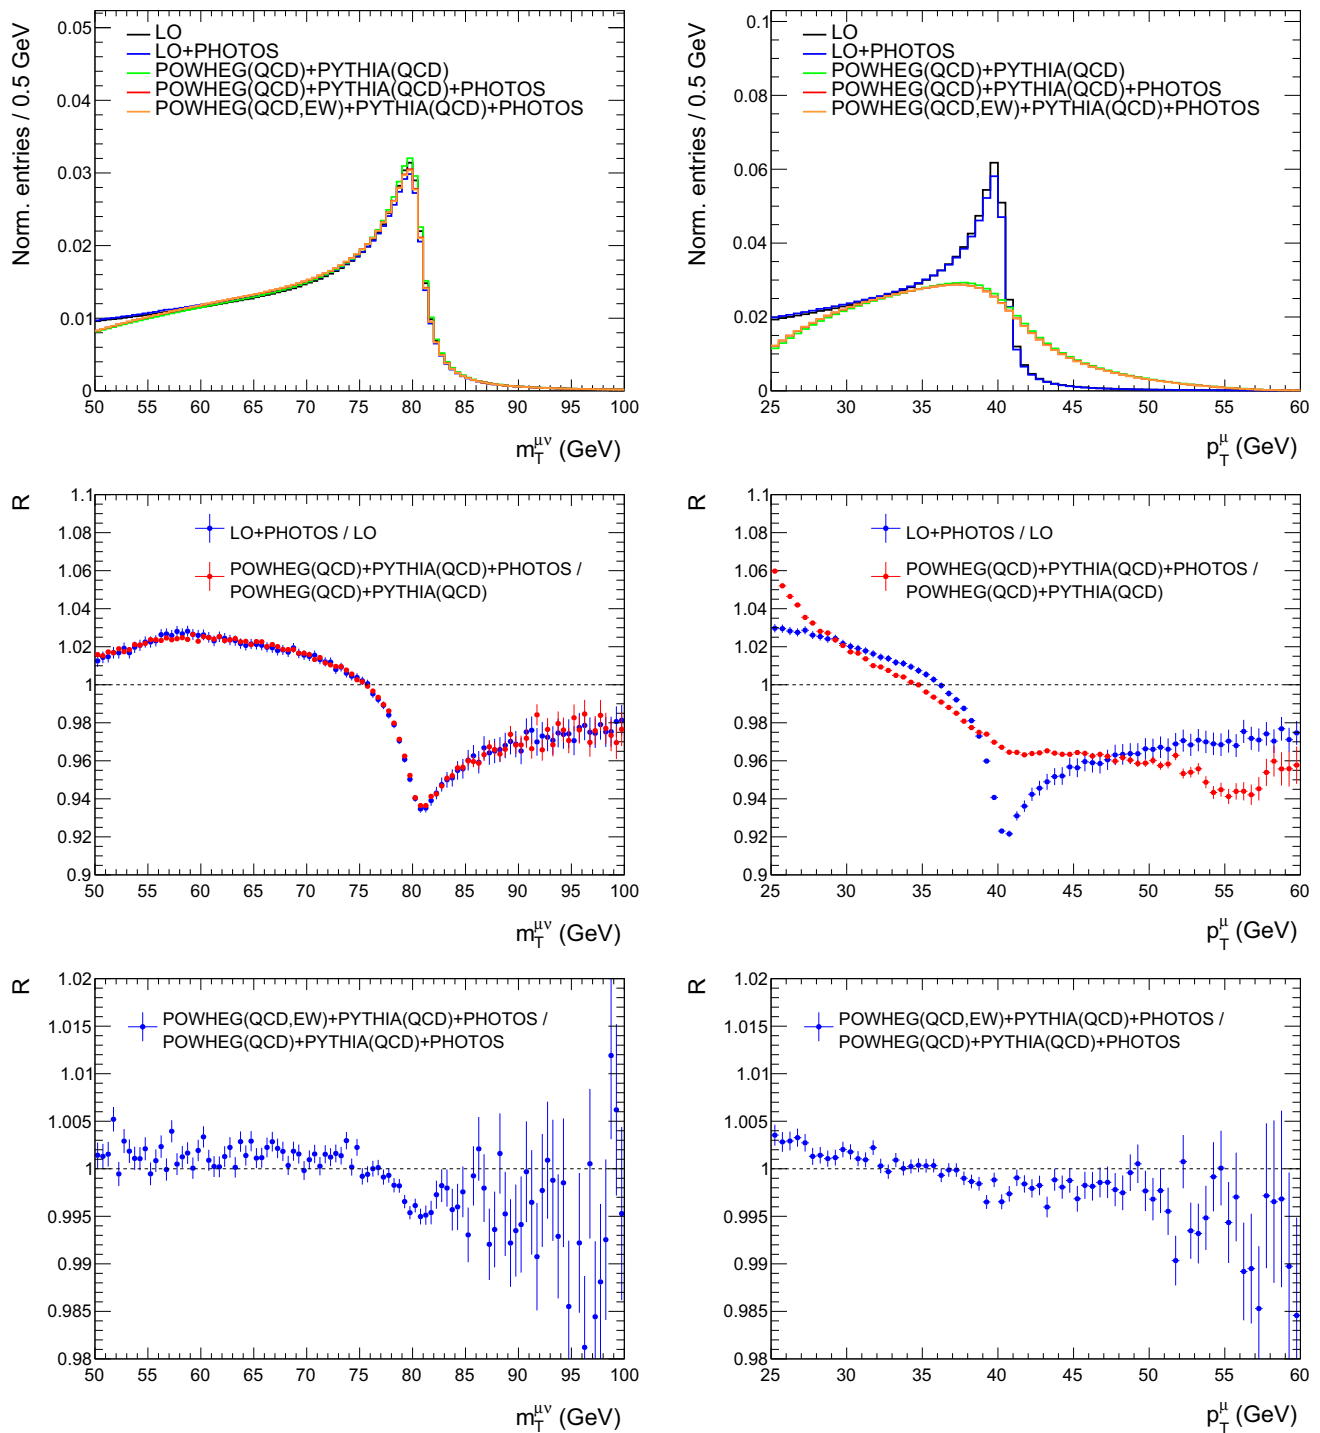 Norm. entries / 0.5 GeV
0.05
0.04
0.03
0.02
0.01
0
LO
LO+PHOTOS
POWHEG(QCD)+PYTHIA(QCD)
POWHEG(QCD)+PYTHIA(QCD)+PHOTOS
POWHEG(QCD,EW)+PYTHIA(QCD)+PHOTOS
50 55 60 65 70 75 80 85 90 95 100
m_T^{μν} (GeV)
Norm. entries / 0.5 GeV
0.1
0.08
0.06
0.04
0.02
0
LO
LO+PHOTOS
POWHEG(QCD)+PYTHIA(QCD)
POWHEG(QCD)+PYTHIA(QCD)+PHOTOS
POWHEG(QCD,EW)+PYTHIA(QCD)+PHOTOS
25 30 35 40 45 50 55 60
p_T^μ (GeV)
R
1.1
1.08
1.06
1.04
1.02
1
0.98
0.96
0.94
0.92
0.9
LO+PHOTOS / LO
POWHEG(QCD)+PYTHIA(QCD)+PHOTOS /
POWHEG(QCD)+PYTHIA(QCD)
50 55 60 65 70 75 80 85 90 95 100
m_T^{μν} (GeV)
R
1.1
1.08
1.06
1.04
1.02
1
0.98
0.96
0.94
0.92
0.9
LO+PHOTOS / LO
POWHEG(QCD)+PYTHIA(QCD)+PHOTOS /
POWHEG(QCD)+PYTHIA(QCD)
25 30 35 40 45 50 55 60
p_T^μ (GeV)
R
1.02
1.015
1.01
1.005
1
0.995
0.99
0.985
0.98
POWHEG(QCD,EW)+PYTHIA(QCD)+PHOTOS /
POWHEG(QCD)+PYTHIA(QCD)+PHOTOS
50 55 60 65 70 75 80 85 90 95 100
m_T^{μν} (GeV)
R
1.02
1.015
1.01
1.005
1
0.995
0.99
0.985
0.98
POWHEG(QCD,EW)+PYTHIA(QCD)+PHOTOS /
POWHEG(QCD)+PYTHIA(QCD)+PHOTOS
25 30 35 40 45 50 55 60
p_T^μ (GeV)